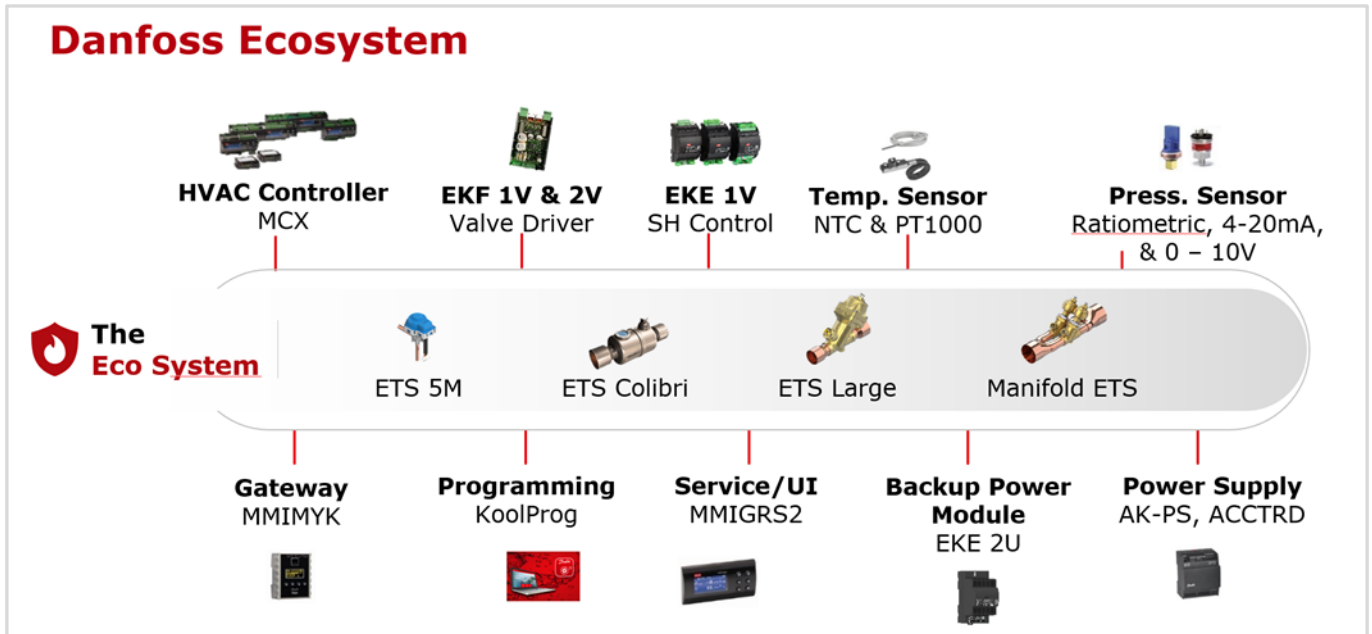 Danfoss Ecosystem
HVAC Controller
MCX
EKF 1V & 2V
Valve Driver
EKE 1V
SH Control
Temp. Sensor
NTC & PT1000
Press. Sensor
Ratiometric, 4-20mA,
& 0 – 10V
The
Eco System
ETS 5M
ETS Colibri
ETS Large
Manifold ETS
Gateway
MMIMYK
Programming
KoolProg
Service/UI
MMIGRS2
Backup Power
Module
EKE 2U
Power Supply
AK-PS, ACCTRD